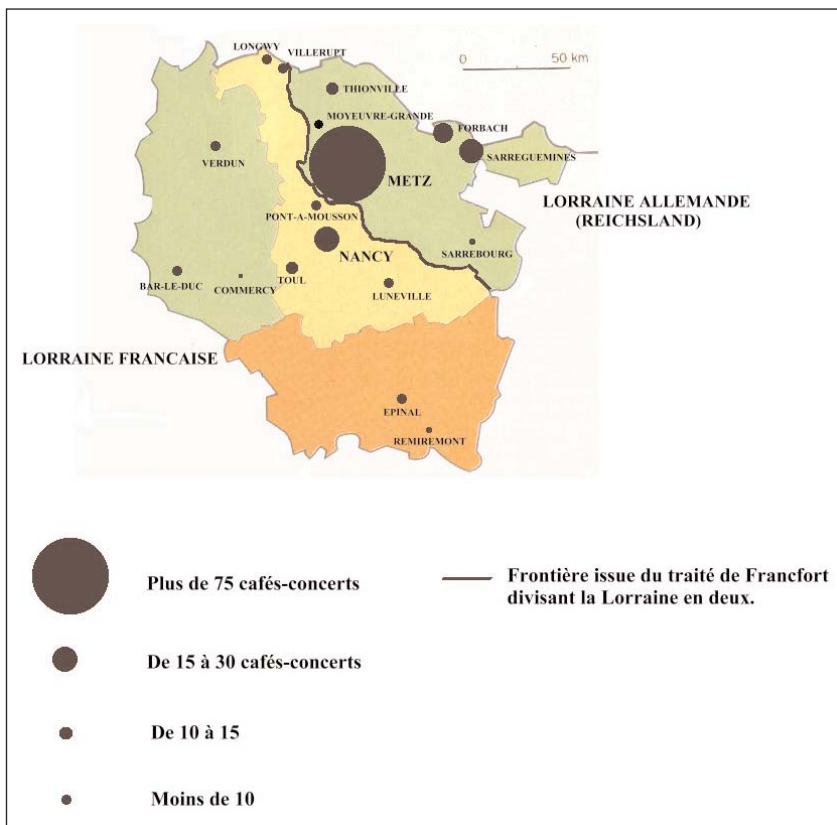 LONGWY
VILLERUPT
0 50 km
THIONVILLE
MOYEUVRE-GRANDE
FORBACH
VERDUN
SARREGUEMINES
METZ
LORRAINE ALLEMANDE
(REICHSLAND)
PONT-A-MOUSSON
NANCY
SARREBOURG
BAR-LE-DUC
COMMERCY
TOUL
LUNEVILLE
LORRAINE FRANCAISE
EPINAL
REMIREMONT
Plus de 75 cafés-concerts
Frontière issue du traité de Francfort
divisant la Lorraine en deux.
De 15 à 30 cafés-concerts
De 10 à 15
Moins de 10